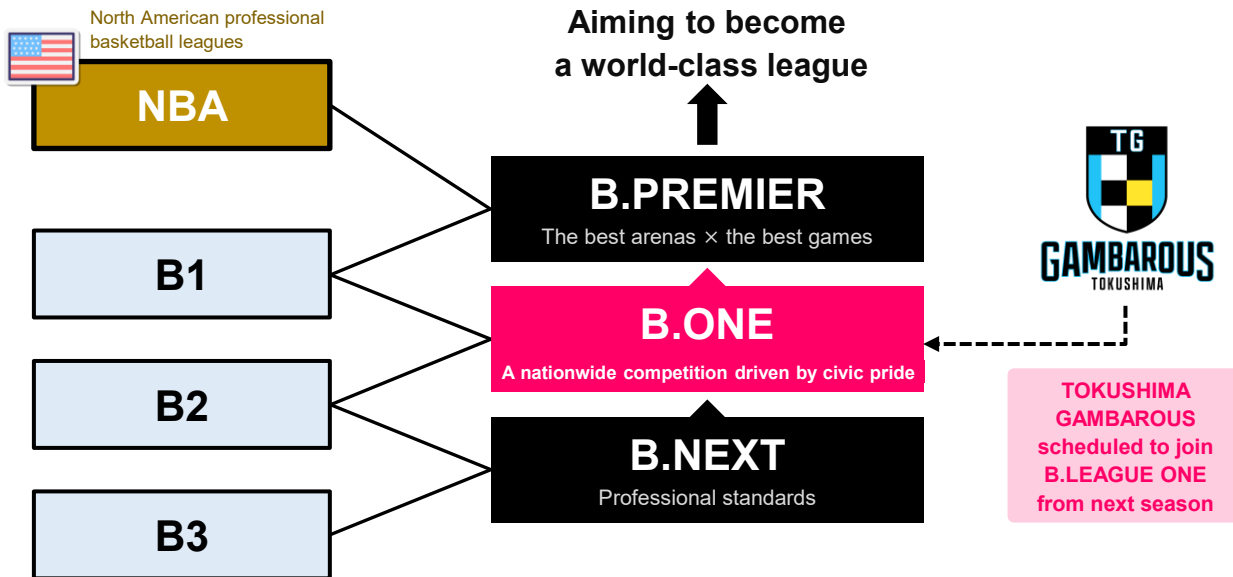 North American professional
basketball leagues
NBA
B1
B2
B3
Aiming to become
a world-class league
B.PREMIER
The best arenas × the best games
B.ONE
A nationwide competition driven by civic pride
B.NEXT
Professional standards
TG
GAMBAROUS
TOKUSHIMA
TOKUSHIMA
GAMBAROUS
scheduled to join
B.LEAGUE ONE
from next season